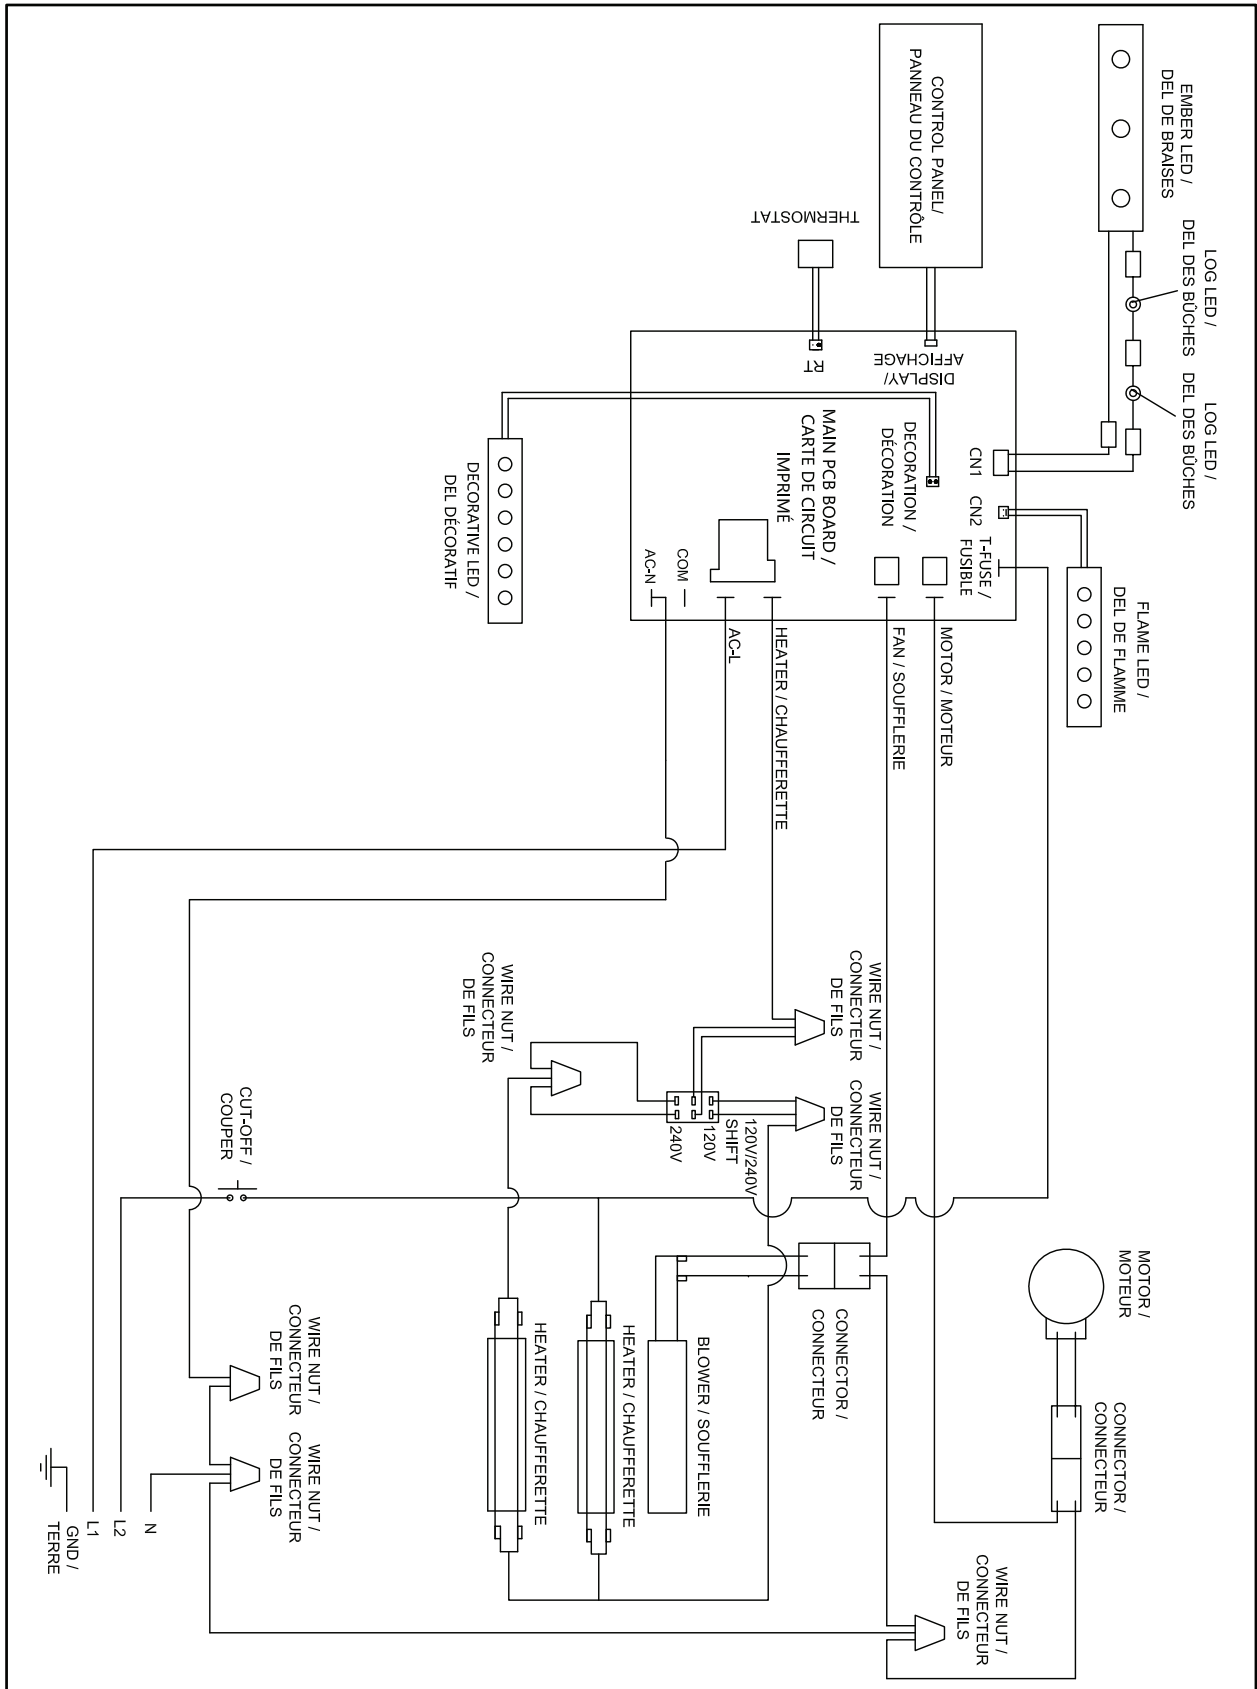 EMBER LED /
DEL DE BRAISES
LOG LED /
DEL DES BÛCHES
LOG LED /
DEL DES BÛCHES
FLAME LED /
DEL DE FLAMME
MOTOR /
MOTEUR
CONNECTOR /
CONNECTEUR
CONTROL PANEL/
PANNEAU DU CONTRÔLE
THERMOSTAT
DISPLAY/
AFFICHAGE
RT
CN1
CN2
T-FUSE /
FUSIBLE
DECORATION /
DÉCORATION
MAIN PCB BOARD /
CARTE DE CIRCUIT
IMPRIMÉ
COM
AC-N
DECORATIVE LED /
DEL DÉCORATIF
MOTOR / MOTEUR
FAN / SOUFFLERIE
HEATER / CHAUFFERETTE
AC-L
WIRE NUT /
CONNECTEUR
DE FILS
WIRE NUT /
CONNECTEUR
DE FILS
WIRE NUT /
CONNECTEUR
DE FILS
120V/240V
SHIFT
120V
240V
CUT-OFF /
COUPER
CONNECTOR /
CONNECTEUR
BLOWER / SOUFFLERIE
HEATER / CHAUFFERETTE
HEATER / CHAUFFERETTE
WIRE NUT /
CONNECTEUR
DE FILS
WIRE NUT /
CONNECTEUR
DE FILS
WIRE NUT /
CONNECTEUR
DE FILS
N
L2
L1
GND /
TERRE